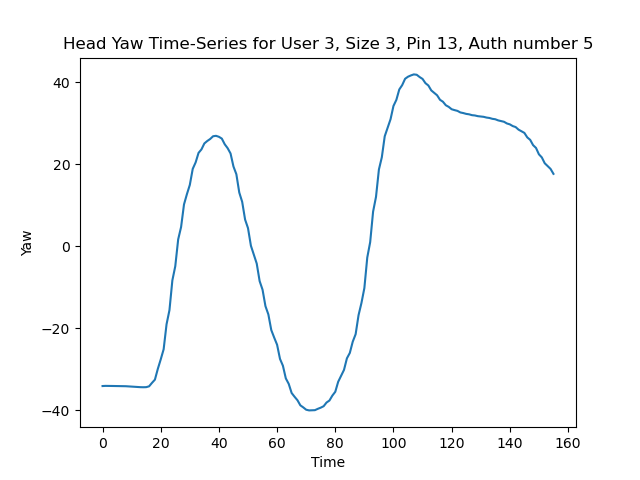 Head Yaw Time-Series for User 3, Size 3, Pin 13, Auth number 5
40
20
0
−20
−40
Yaw
0 20 40 60 80 100 120 140 160
Time